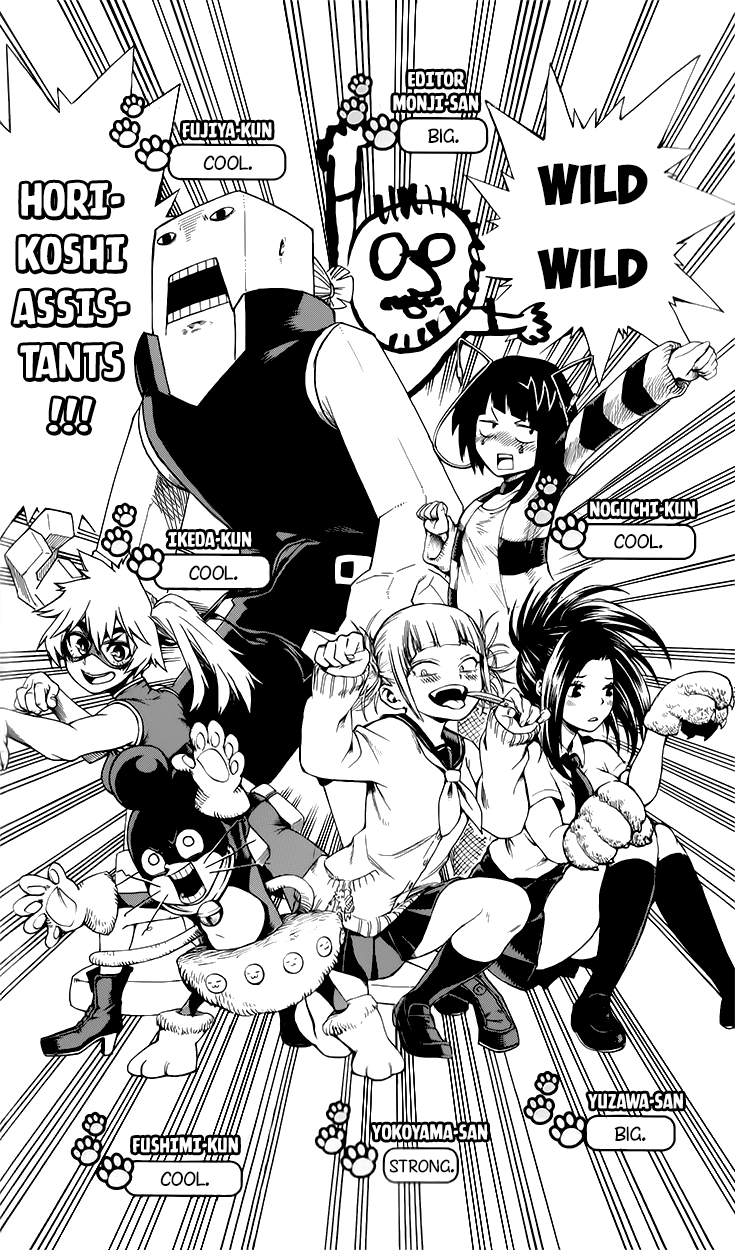 EDITOR
MONJI-SAN
BIG.
FUJIYA-KUN
COOL.
HORI-
KOSHI
ASSIS-
TANTS
!!!
WILD
WILD
NOGUCHI-KUN
COOL.
IKEDA-KUN
COOL.
YUZAWA-SAN
BIG.
YOKOYAMA-SAN
STRONG.
FUSHIMI-KUN
COOL.